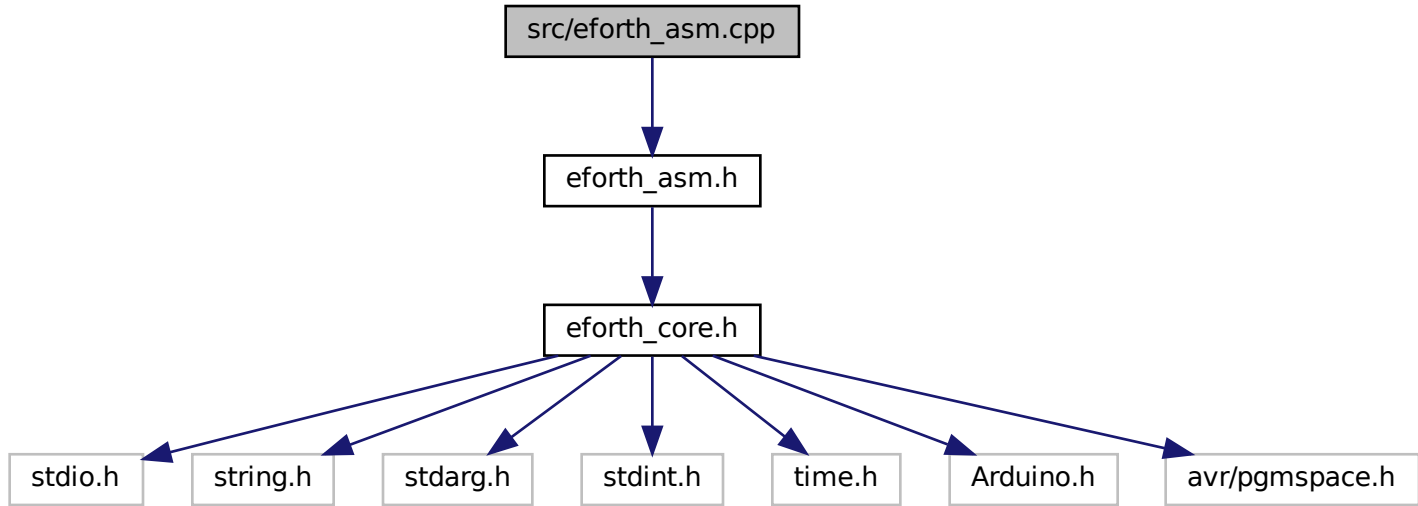 src/eforth_asm.cpp
eforth_asm.h
eforth_core.h
stdio.h
string.h
stdarg.h
stdint.h
time.h
Arduino.h
avr/pgmspace.h